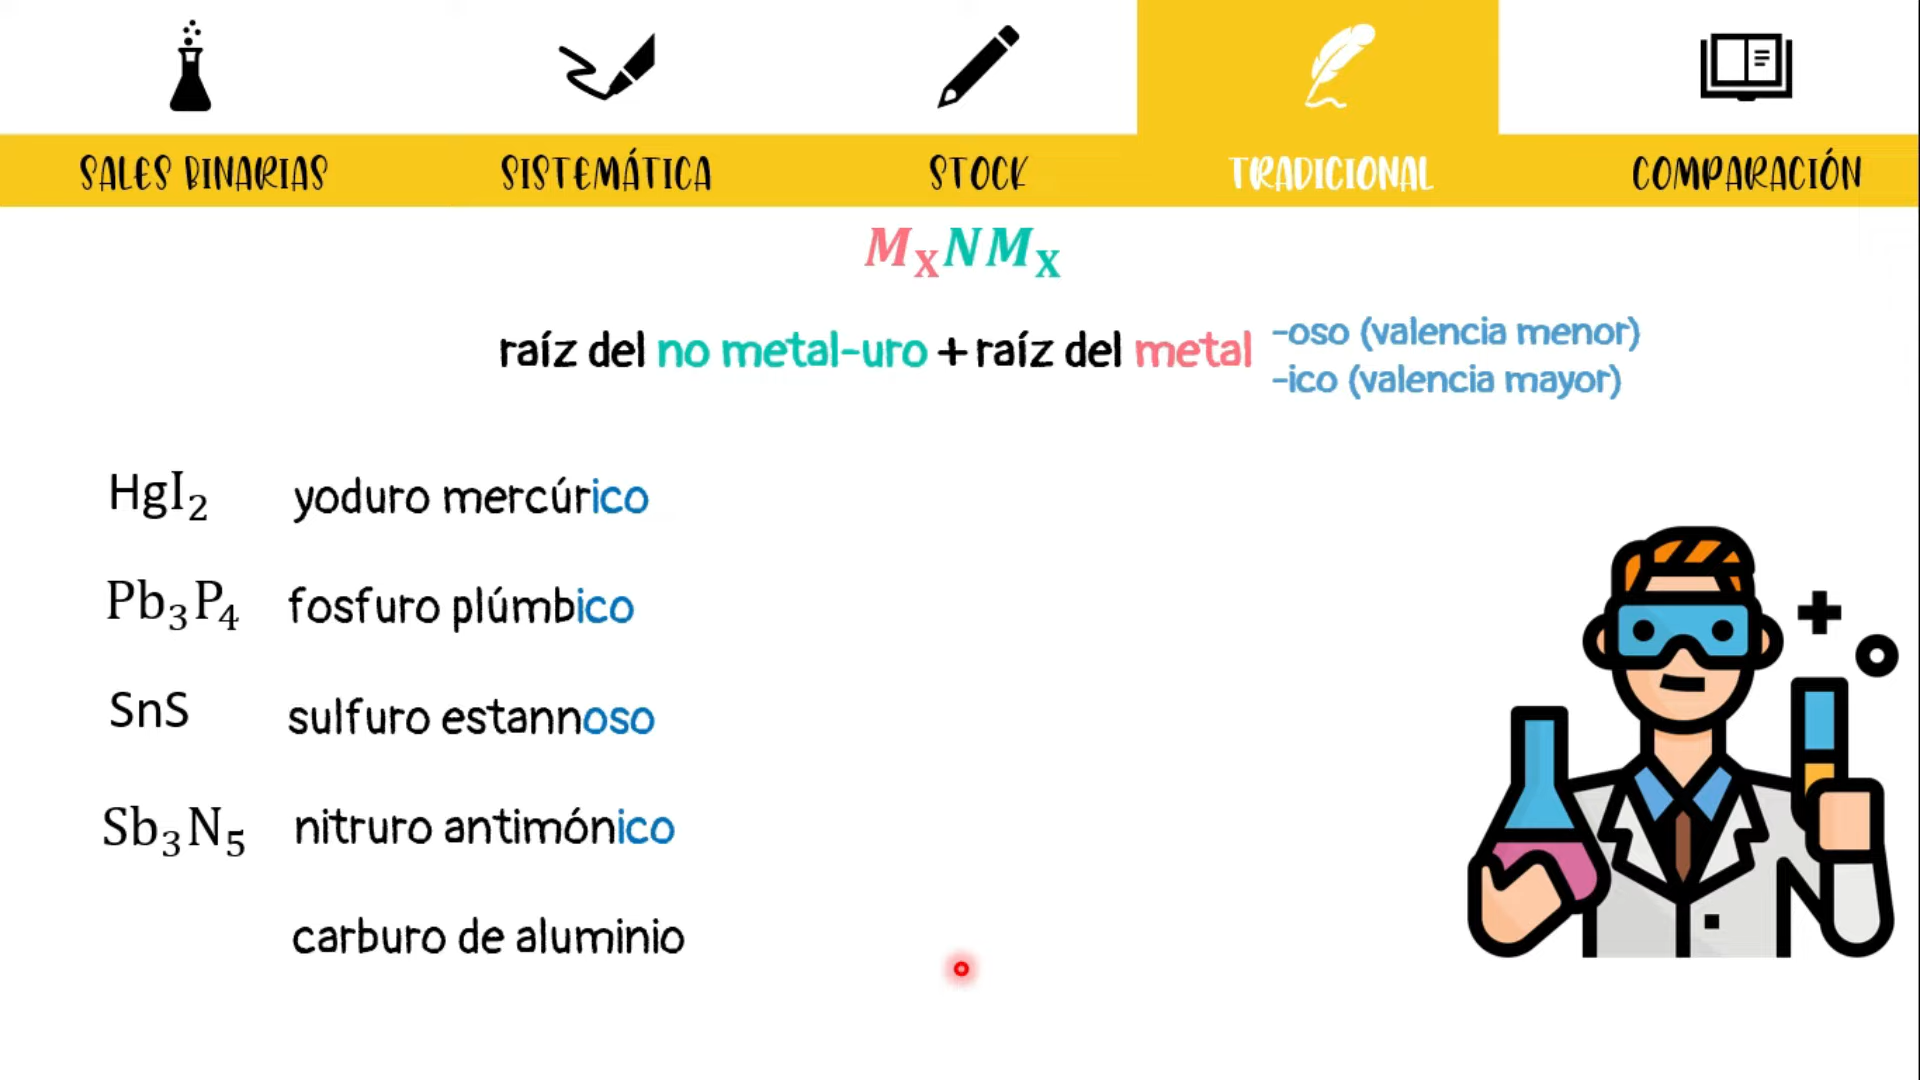 SALES BINARIAS SISTEMÁTICA STOCK TRADICIONAL COMPARACIÓN
MₓNMₓ
raíz del no metal-uro + raíz del metal
-oso (valencia menor)
-ico (valencia mayor)
HgI₂ yoduro mercúrico
Pb₃P₄ fosfuro plúmbico
SnS sulfuro estannoso
Sb₃N₅ nitruro antimónico
carburo de aluminio